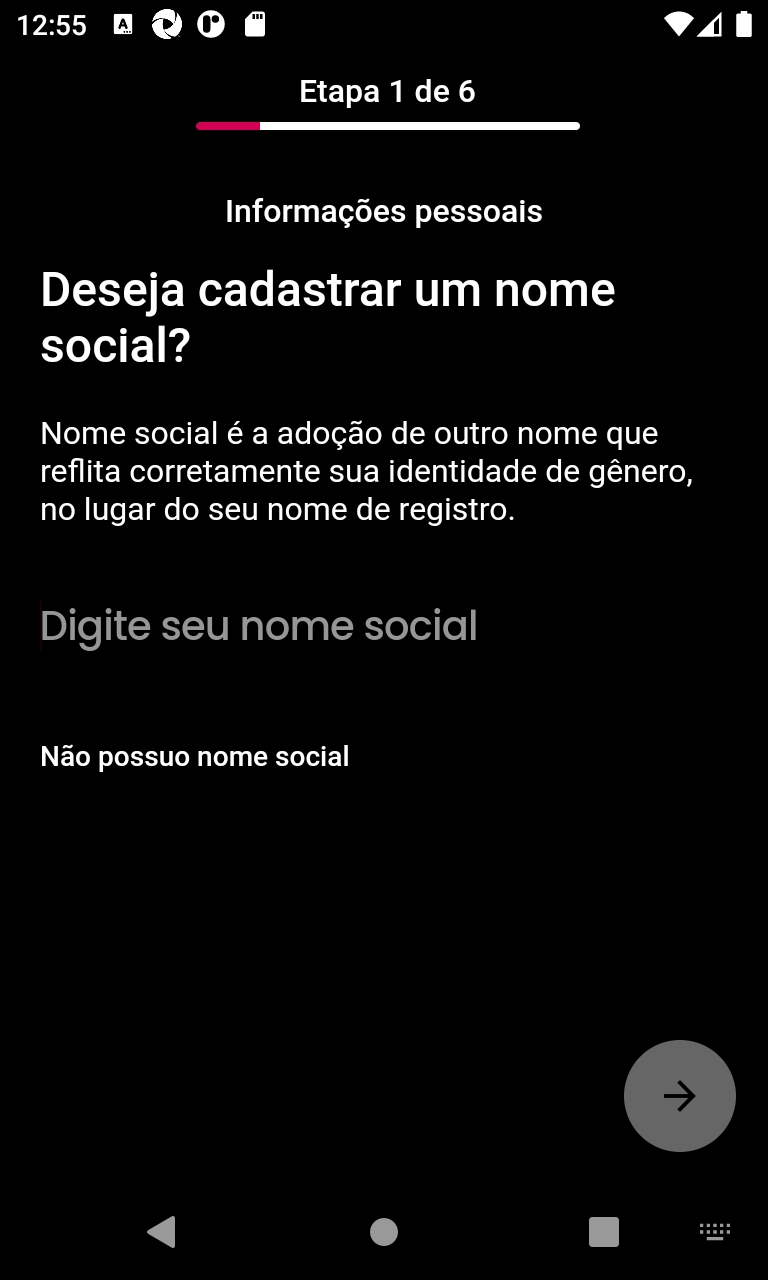 12:55
Etapa 1 de 6
Informações pessoais
Deseja cadastrar um nome
social?
Nome social é a adoção de outro nome que
reflita corretamente sua identidade de gênero,
no lugar do seu nome de registro.
Digite seu nome social
Não possuo nome social